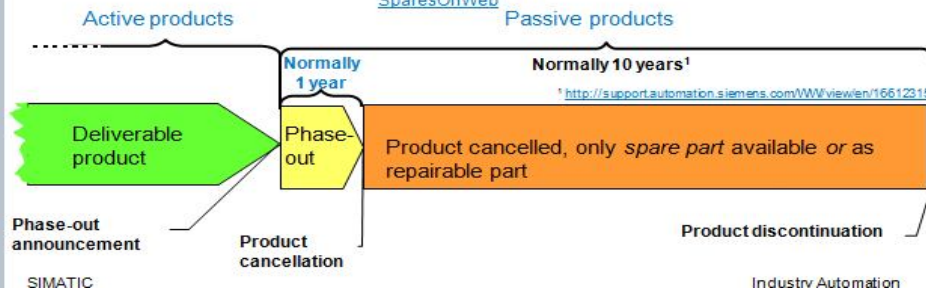 SparesOnWeb
Active products
Passive products
Normally
1 year
Normally 10 years¹
¹ http://support.automation.siemens.com/WW/view/en/16612315
Deliverable
product
Phase-
out
Product cancelled, only spare part available or as
repairable part
Phase-out
announcement
Product
cancellation
Product discontinuation
SIMATIC
Industry Automation